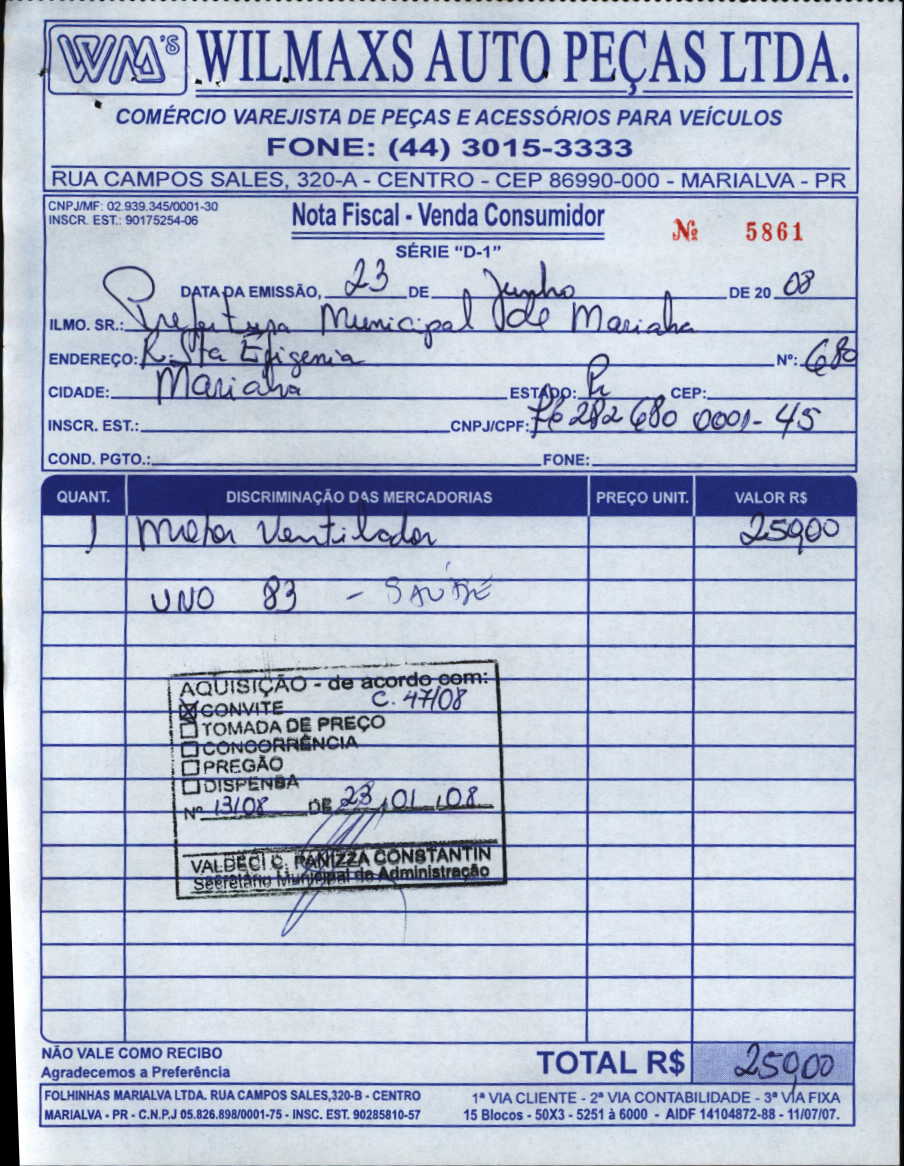 WM'S WILMAXS AUTO PEÇAS LTDA.
COMÉRCIO VAREJISTA DE PEÇAS E ACESSÓRIOS PARA VEÍCULOS
FONE: (44) 3015-3333
RUA CAMPOS SALES, 320-A - CENTRO - CEP 86990-000 - MARIALVA - PR
CNPJ/MF: 02.939.345/0001-30
INSCR. EST.: 90175254-06
Nota Fiscal - Venda Consumidor
Nº 5861
SÉRIE "D-1"
DATA DA EMISSÃO, 23 DE Junho DE 20 08
ILMO. SR.: Prefeitura Municipal de Marialva
ENDEREÇO: R. Sta Efigenia Nº: 680
CIDADE: Marialva ESTADO: Pr CEP:
INSCR. EST.: CNPJ/CPF: 76 282 680 0001-45
COND. PGTO.: FONE:
QUANT. DISCRIMINAÇÃO DAS MERCADORIAS PREÇO UNIT. VALOR R$
1 Motor Ventilador 250,00
UNO 83 - SAÚDE
AQUISIÇÃO - de acordo com:
C. 47/08
CONVITE
TOMADA DE PREÇO
CONCORRÊNCIA
PREGÃO
DISPENSA
Nº 13/08 DE 23/01/08
VALDECI C. PANIZZA CONSTANTIN
Secretário Municipal de Administração
NÃO VALE COMO RECIBO
Agradecemos a Preferência
TOTAL R$ 250,00
FOLHINHAS MARIALVA LTDA. RUA CAMPOS SALES,320-B - CENTRO
MARIALVA - PR - C.N.P.J 05.826.898/0001-75 - INSC. EST. 90285810-57
1ª VIA CLIENTE - 2ª VIA CONTABILIDADE - 3ª VIA FIXA
15 Blocos - 50X3 - 5251 à 6000 - AIDF 14104872-88 - 11/07/07.